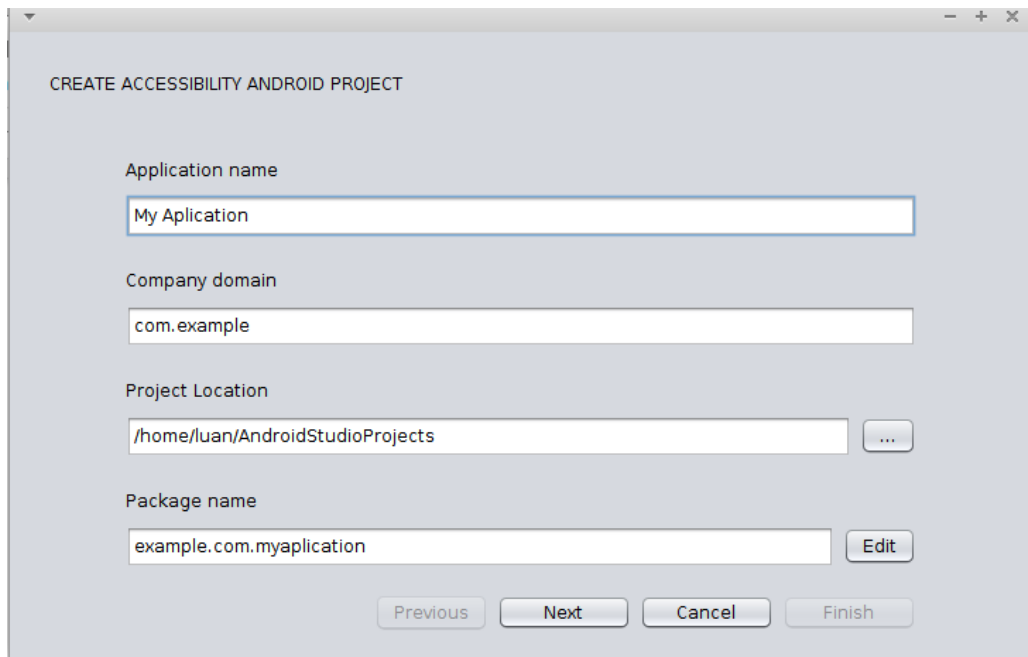 CREATE ACCESSIBILITY ANDROID PROJECT
Application name
My Aplication
Company domain
com.example
Project Location
/home/luan/AndroidStudioProjects
...
Package name
example.com.myaplication
Edit
Previous Next Cancel Finish